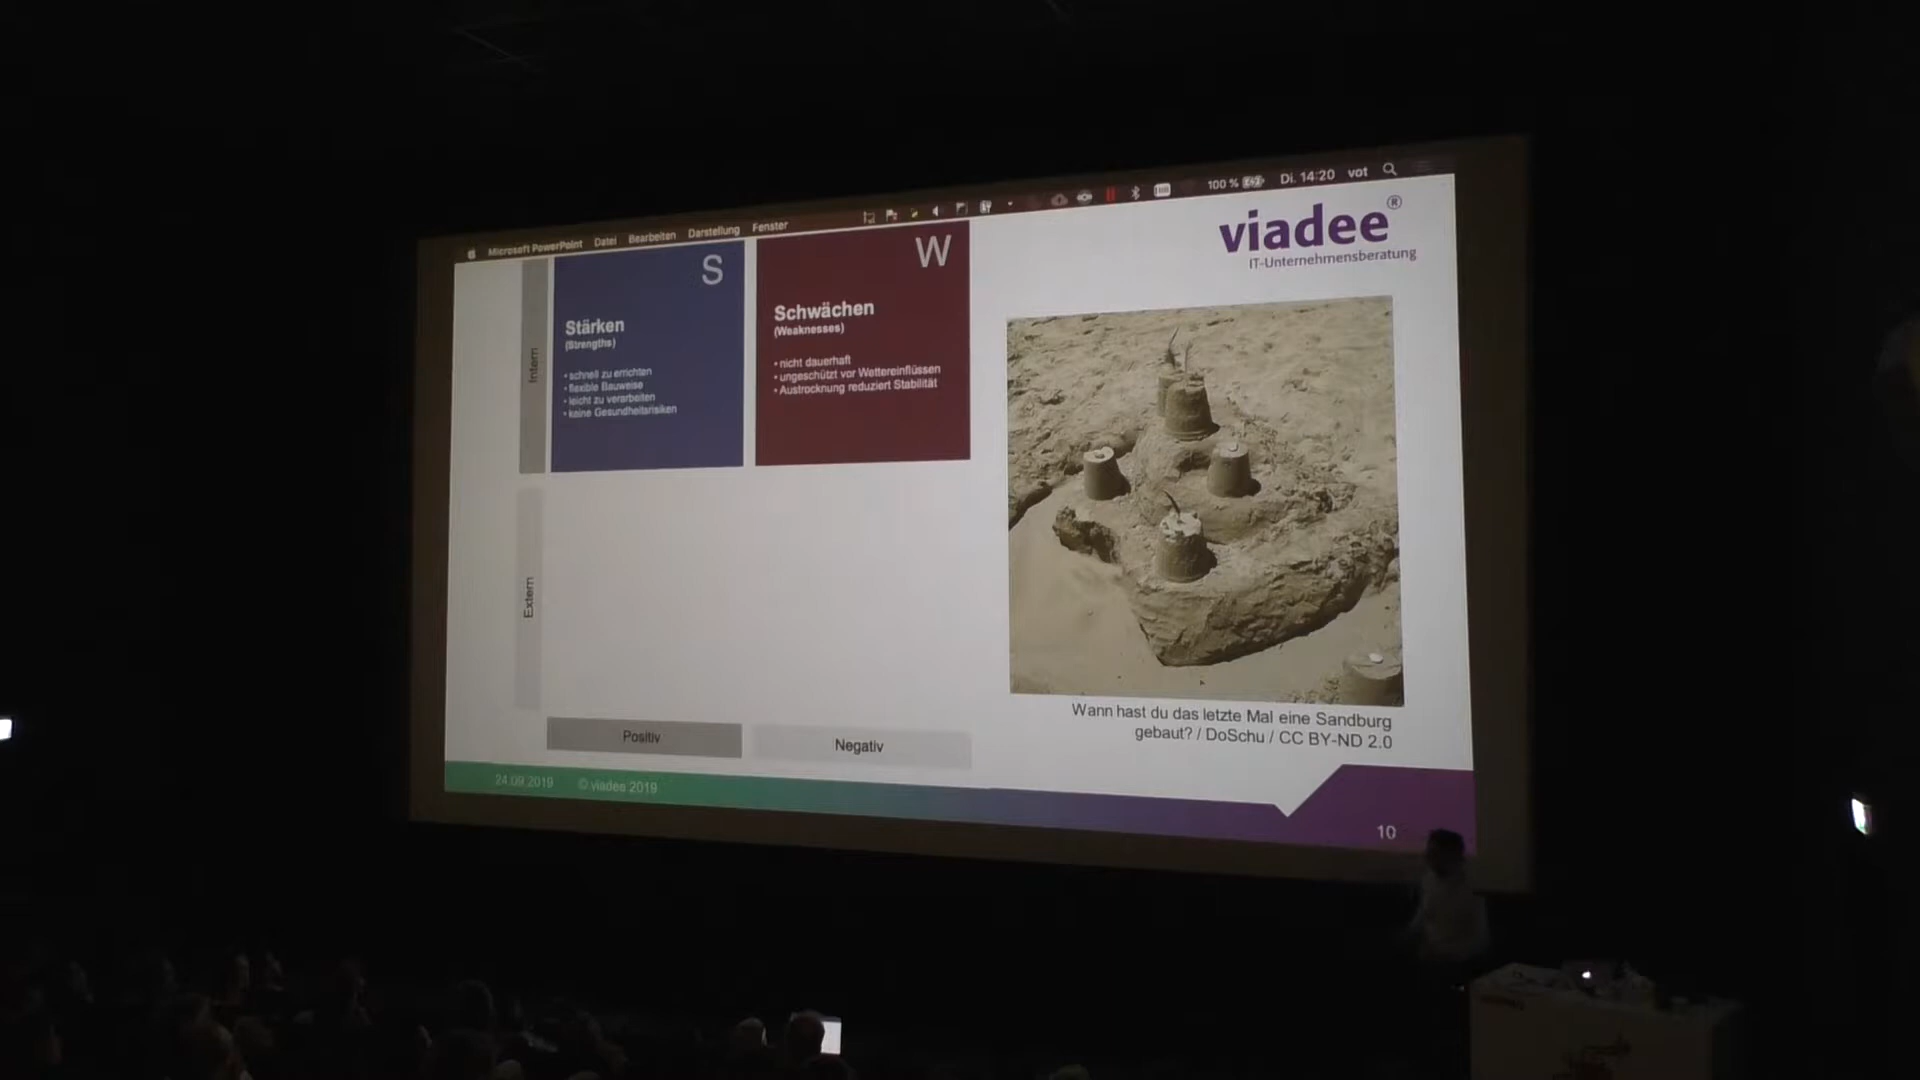 Microsoft PowerPoint Datei Bearbeiten Darstellung Fenster
100 % Di. 14:20 vot
viadee®
IT-Unternehmensberatung
Intern
S
Stärken
(Strengths)
• schnell zu errichten
• flexible Bauweise
• leicht zu verarbeiten
• keine Gesundheitsrisiken
W
Schwächen
(Weaknesses)
• nicht dauerhaft
• ungeschützt vor Wettereinflüssen
• Austrocknung reduziert Stabilität
Extern
Positiv
Negativ
Wann hast du das letzte Mal eine Sandburg
gebaut? / DoSchu / CC BY-ND 2.0
24.09.2019 © viadee 2019
10